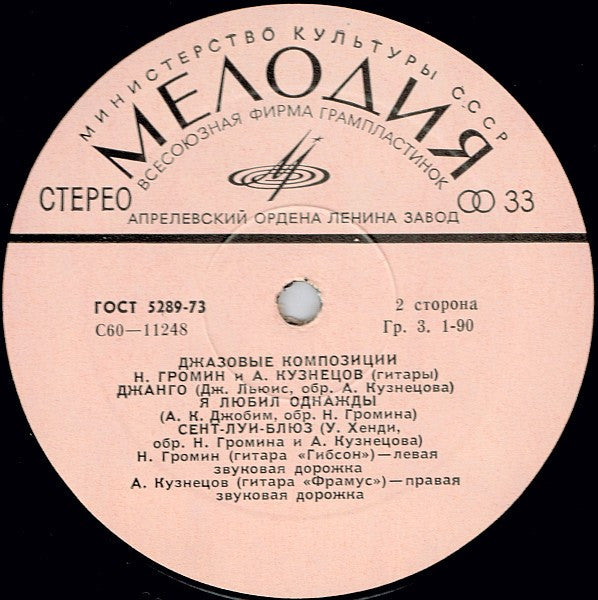 МИНИСТЕРСТВО КУЛЬТУРЫ СССР
МЕЛОДИЯ
ВСЕСОЮЗНАЯ ФИРМА ГРАМПЛАСТИНОК
СТЕРЕО
33
АПРЕЛЕВСКИЙ ОРДЕНА ЛЕНИНА ЗАВОД
ГОСТ 5289-73
2 сторона
С60—11248
Гр. 3. 1-90
ДЖАЗОВЫЕ КОМПОЗИЦИИ
Н. ГРОМИН и А. КУЗНЕЦОВ (гитары)
ДЖАНГО (Дж. Льюис, обр. А. Кузнецова)
Я ЛЮБИЛ ОДНАЖДЫ
(А. К. Джобим, обр. Н. Громина)
СЕНТ-ЛУИ-БЛЮЗ (У. Хенди,
обр. Н. Громина и А. Кузнецова)
Н. Громин (гитара «Гибсон»)—левая
звуковая дорожка
А. Кузнецов (гитара «Фрамус»)—правая
звуковая дорожка